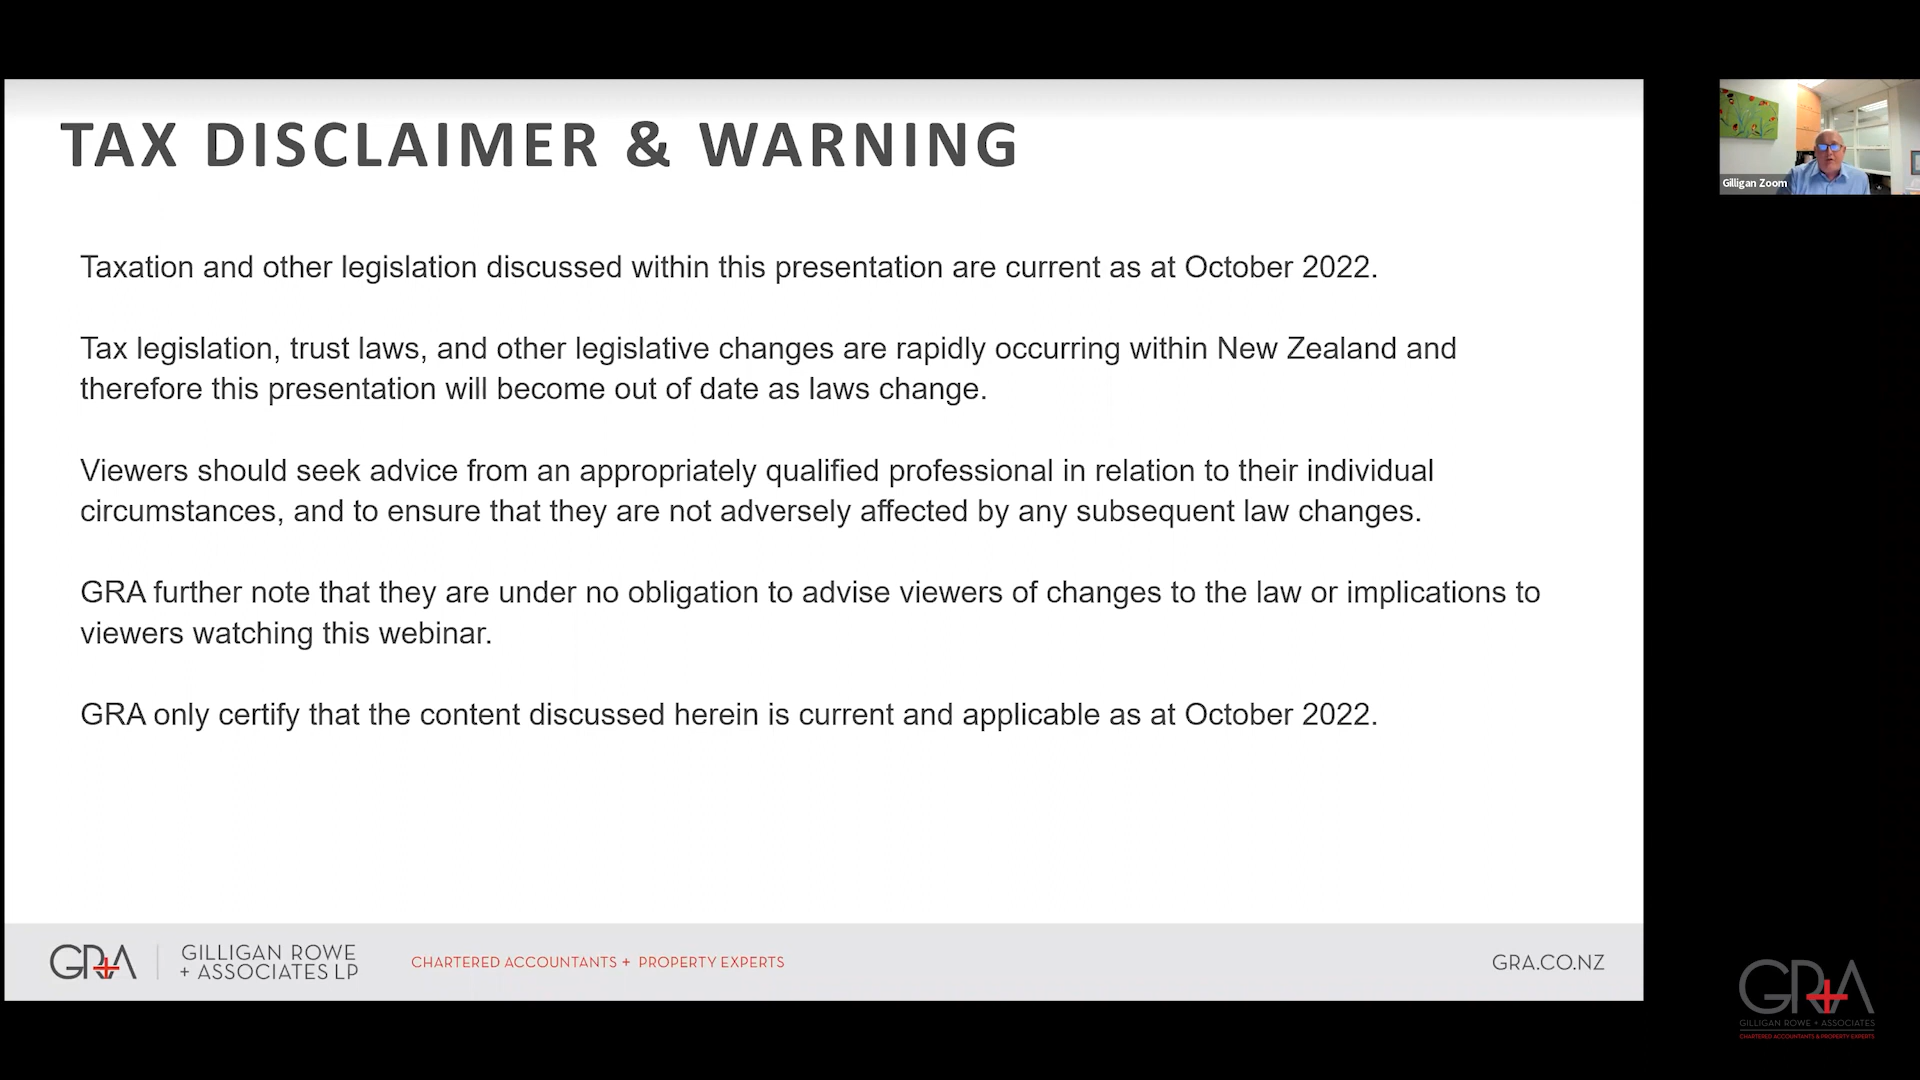 TAX DISCLAIMER & WARNING
Taxation and other legislation discussed within this presentation are current as at October 2022.
Tax legislation, trust laws, and other legislative changes are rapidly occurring within New Zealand and
therefore this presentation will become out of date as laws change.
Viewers should seek advice from an appropriately qualified professional in relation to their individual
circumstances, and to ensure that they are not adversely affected by any subsequent law changes.
GRA further note that they are under no obligation to advise viewers of changes to the law or implications to
viewers watching this webinar.
GRA only certify that the content discussed herein is current and applicable as at October 2022.
GRA
GILLIGAN ROWE
+ ASSOCIATES LP
CHARTERED ACCOUNTANTS + PROPERTY EXPERTS
GRA.CO.NZ
Gilligan Zoom
GRA
GILLIGAN ROWE + ASSOCIATES
CHARTERED ACCOUNTANTS & PROPERTY EXPERTS